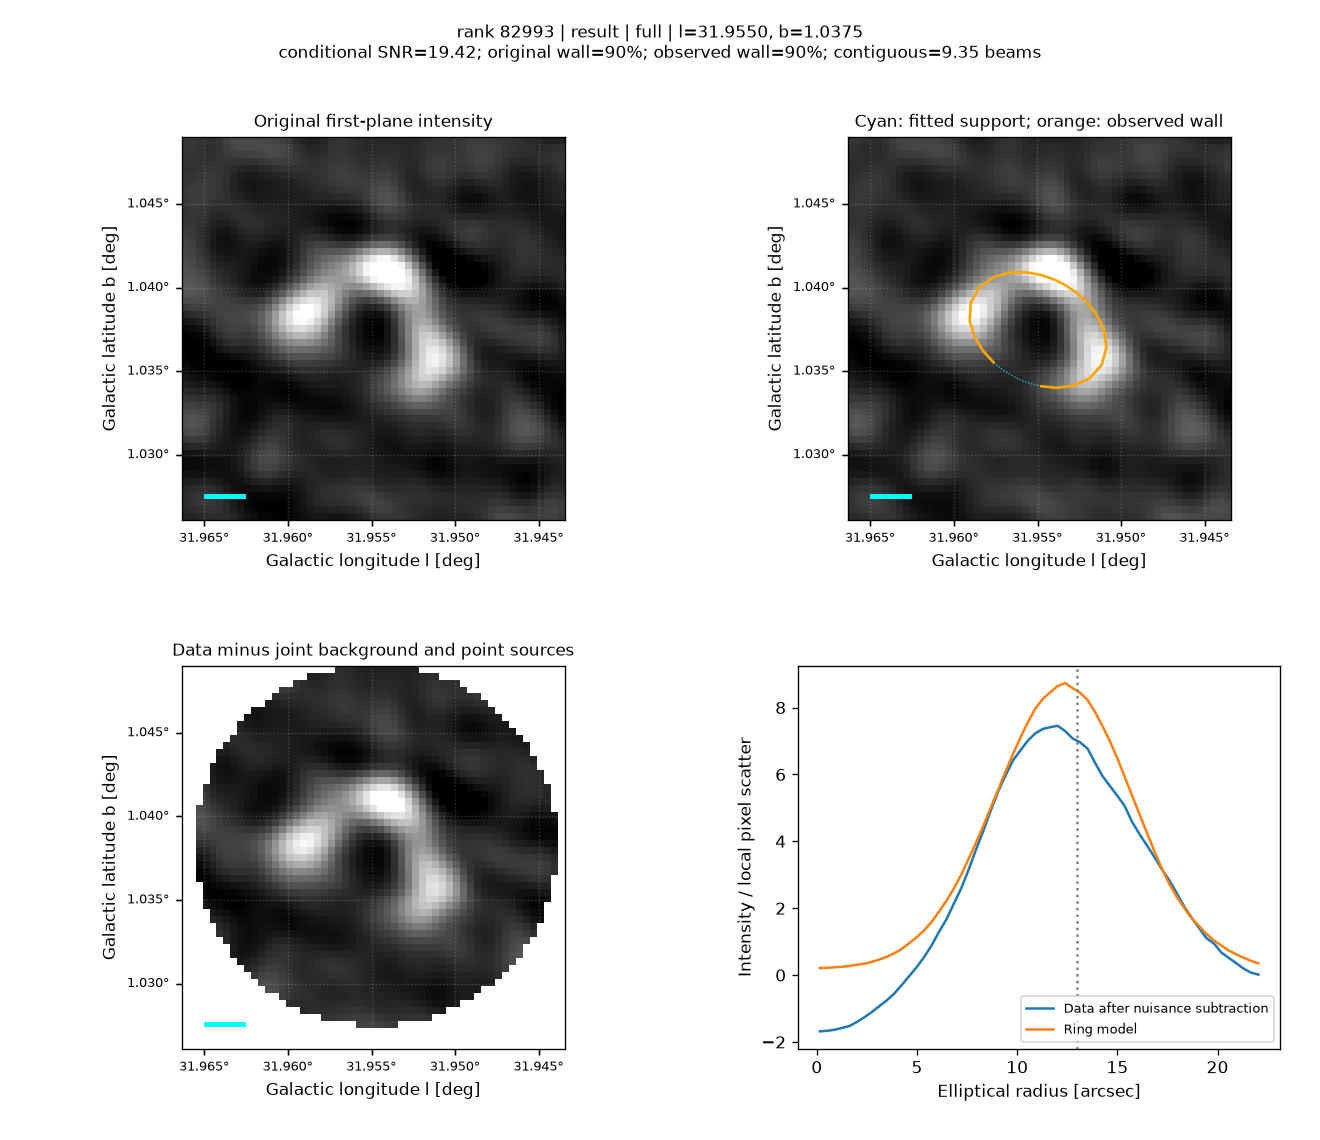 rank 82993 | result | full | l=31.9550, b=1.0375
conditional SNR=19.42; original wall=90%; observed wall=90%; contiguous=9.35 beams
Original first-plane intensity
1.045°
1.040°
1.035°
1.030°
Galactic latitude b [deg]
31.965°
31.960°
31.955°
31.950°
31.945°
Galactic longitude l [deg]
Cyan: fitted support; orange: observed wall
1.045°
1.040°
1.035°
1.030°
Galactic latitude b [deg]
31.965°
31.960°
31.955°
31.950°
31.945°
Galactic longitude l [deg]
Data minus joint background and point sources
1.045°
1.040°
1.035°
1.030°
Galactic latitude b [deg]
31.965°
31.960°
31.955°
31.950°
31.945°
Galactic longitude l [deg]
8
6
4
2
0
−2
Intensity / local pixel scatter
Data after nuisance subtraction
Ring model
0
5
10
15
20
Elliptical radius [arcsec]